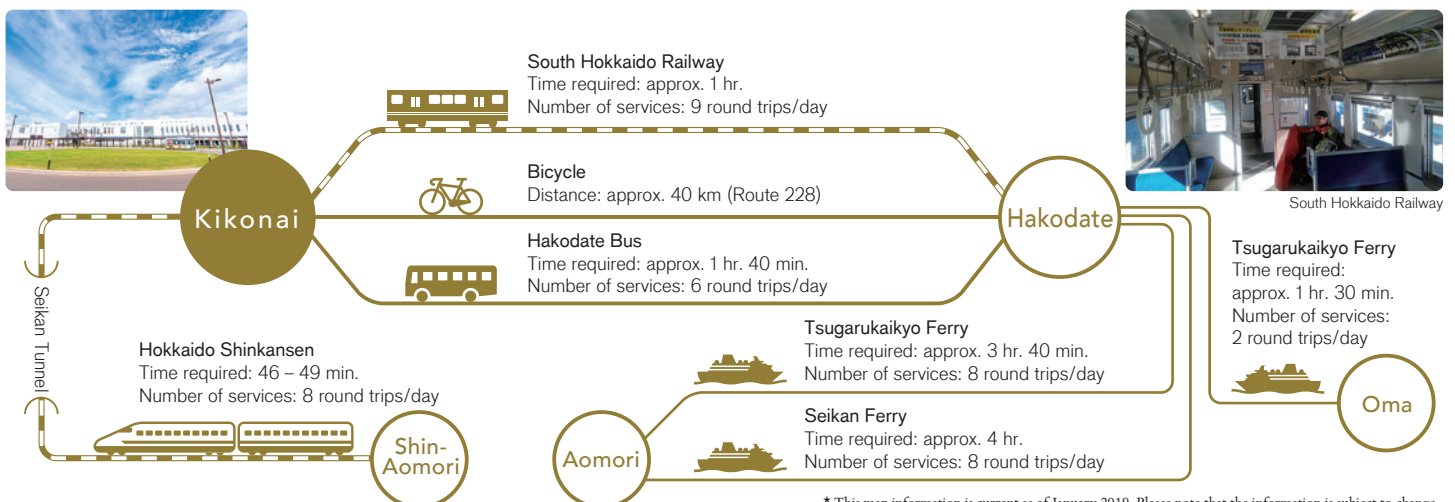 South Hokkaido Railway
Time required: approx. 1 hr.
Number of services: 9 round trips/day
Bicycle
Distance: approx. 40 km (Route 228)
Kikonai
Hakodate
South Hokkaido Railway
Hakodate Bus
Time required: approx. 1 hr. 40 min.
Number of services: 6 round trips/day
Tsugarukaikyo Ferry
Time required:
approx. 1 hr. 30 min.
Number of services:
2 round trips/day
Seikan Tunnel
Hokkaido Shinkansen
Time required: 46 – 49 min.
Number of services: 8 round trips/day
Tsugarukaikyo Ferry
Time required: approx. 3 hr. 40 min.
Number of services: 8 round trips/day
Oma
Seikan Ferry
Time required: approx. 4 hr.
Number of services: 8 round trips/day
Shin-
Aomori
Aomori